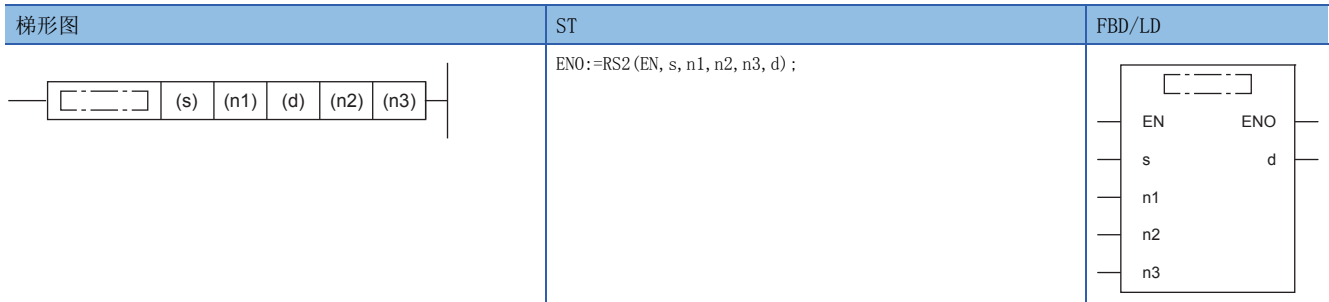 梯形图
ST
FBD/LD
(s) (n1) (d) (n2) (n3)
ENO:=RS2(EN,s,n1,n2,n3,d);
EN ENO
s d
n1
n2
n3